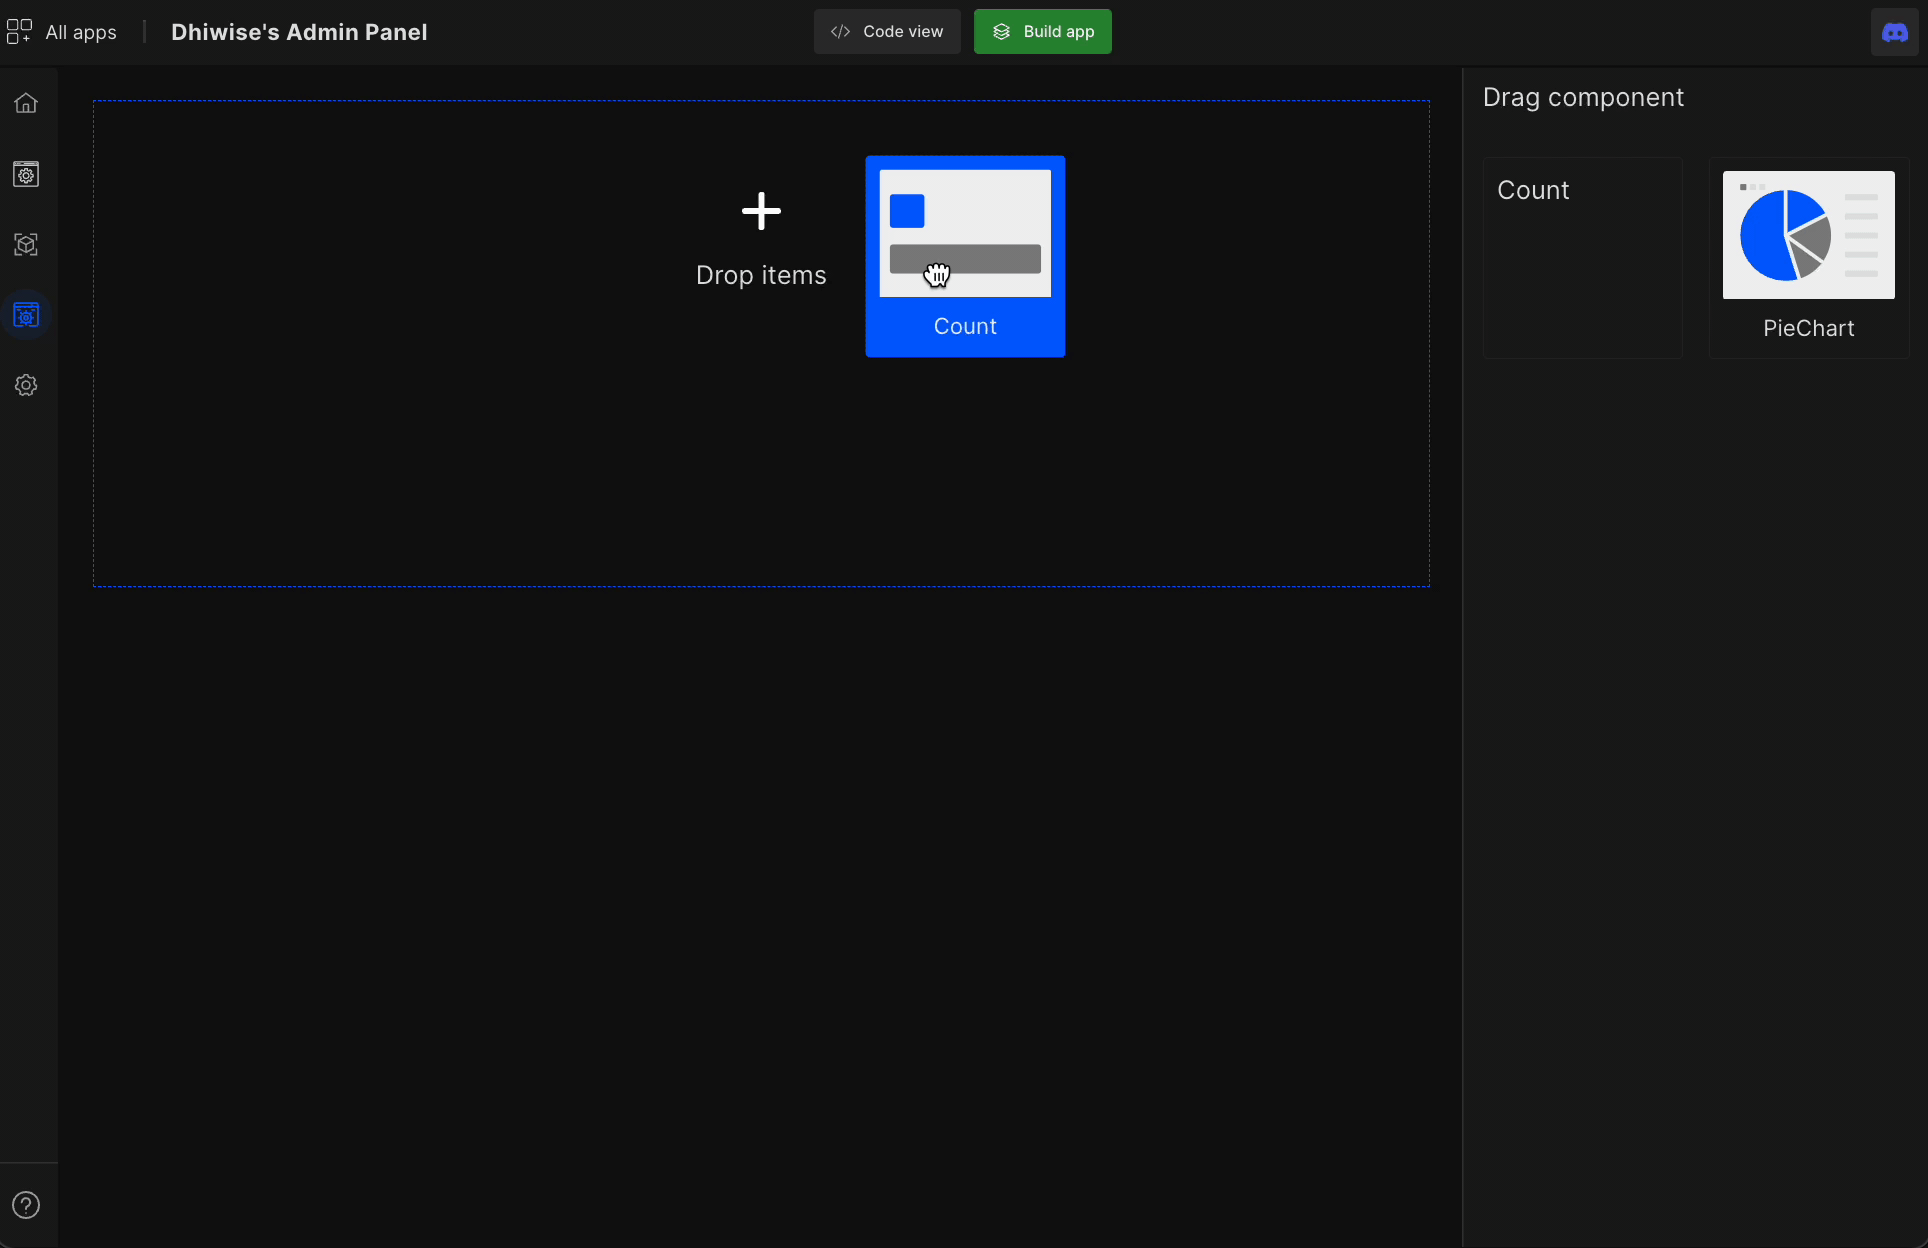 All apps
Dhiwise's Admin Panel
</> Code view
Build app
Drag component
Drop items
Count
Count
PieChart
?